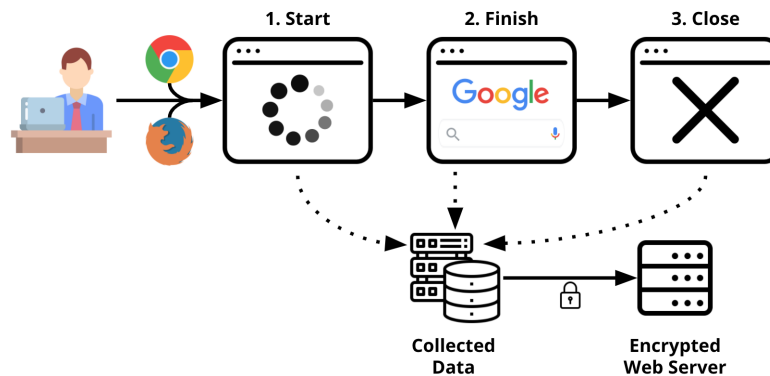 1. Start
2. Finish
3. Close
Google
Collected
Data
Encrypted
Web Server